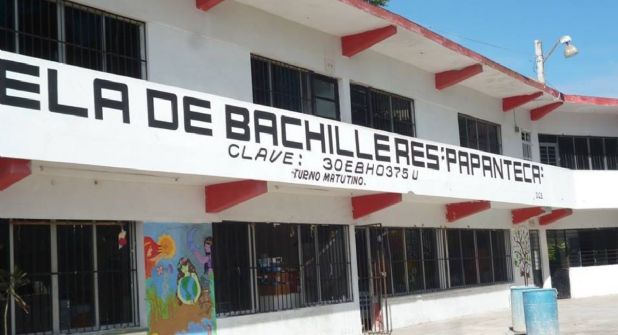 ELA DE BACHILLERES:PAPANTECA:
CLAVE: 30EBH0375U
TURNO MATUTINO.